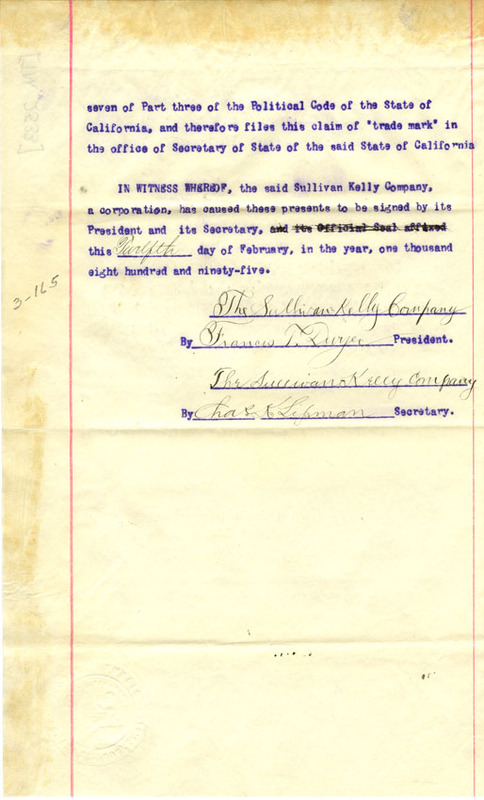 seven of Part three of the Political Code of the State of
California, and therefore files this claim of "trade mark" in
the office of Secretary of State of the said State of California
IN WITNESS WHEREOF, the said Sullivan Kelly Company,
a corporation, has caused these presents to be signed by its
President and its Secretary, and its Official Seal affixed
this Twelfth day of February, in the year, one thousand
eight hundred and ninety-five.
3-165
The Sullivan Kelly Company
By Francis T. Dwyer President.
The Sullivan Kelly Company
By Chas Lipman Secretary.